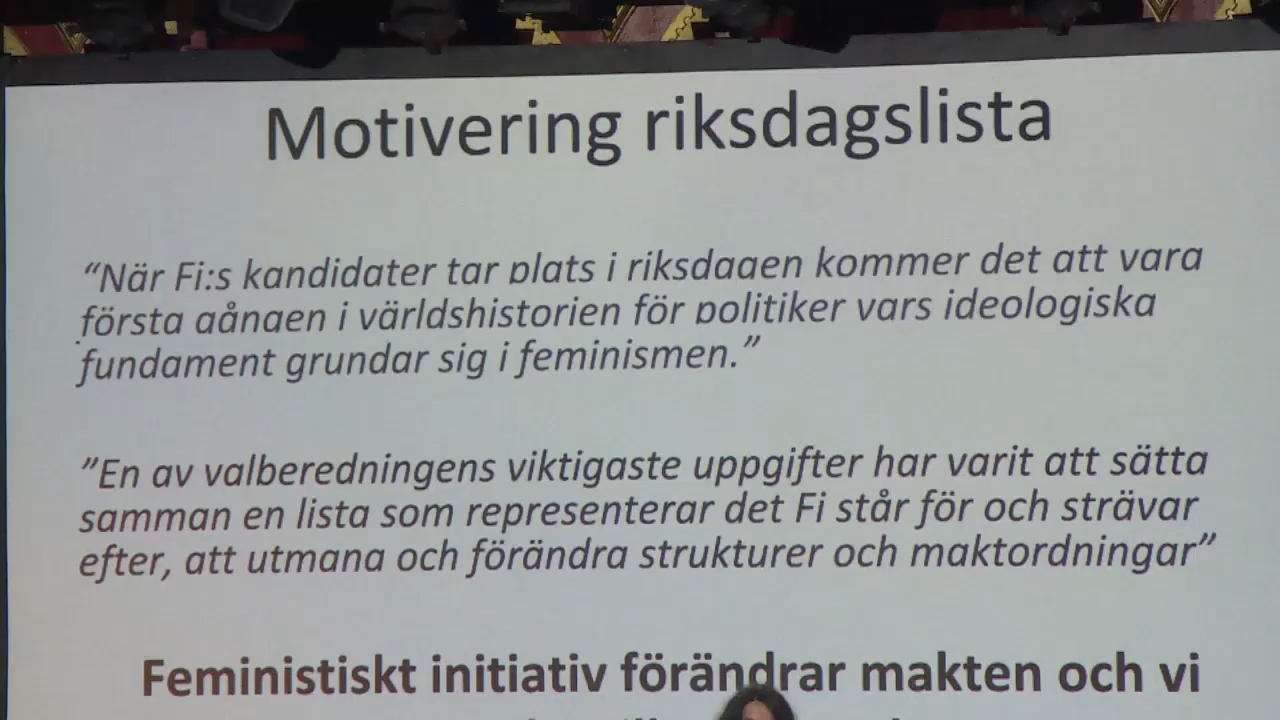 Motivering riksdagslista
“När Fi:s kandidater tar plats i riksdagen kommer det att vara
första gången i världshistorien för politiker vars ideologiska
fundament grundar sig i feminismen.”
”En av valberedningens viktigaste uppgifter har varit att sätta
samman en lista som representerar det Fi står för och strävar
efter, att utmana och förändra strukturer och maktordningar”
Feministiskt initiativ förändrar makten och vi